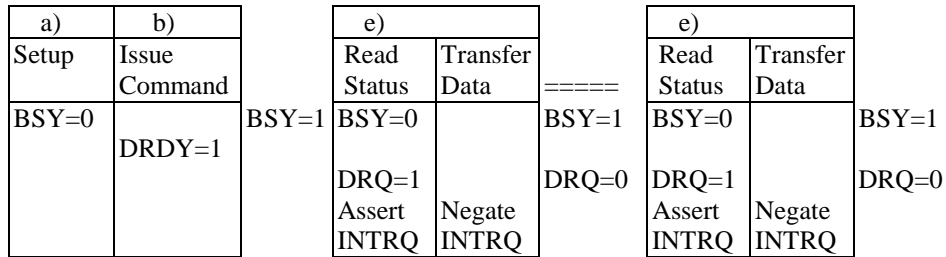 a) b) e) e)
Setup Issue Read Transfer Read Transfer
Command Status Data ===== Status Data
BSY=0 BSY=1 BSY=0 BSY=1 BSY=0 BSY=1
DRDY=1
DRQ=1 DRQ=0 DRQ=1 DRQ=0
Assert Negate Assert Negate
INTRQ INTRQ INTRQ INTRQ